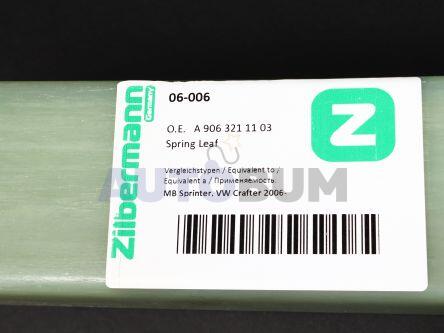 Zilbermann
Germany
06-006
O.E. A 906 321 11 03
Spring Leaf
Vergleichstypen / Equivalent to /
Equivalent a / Применяемость:
MB Sprinter, VW Crafter 2006-
Z